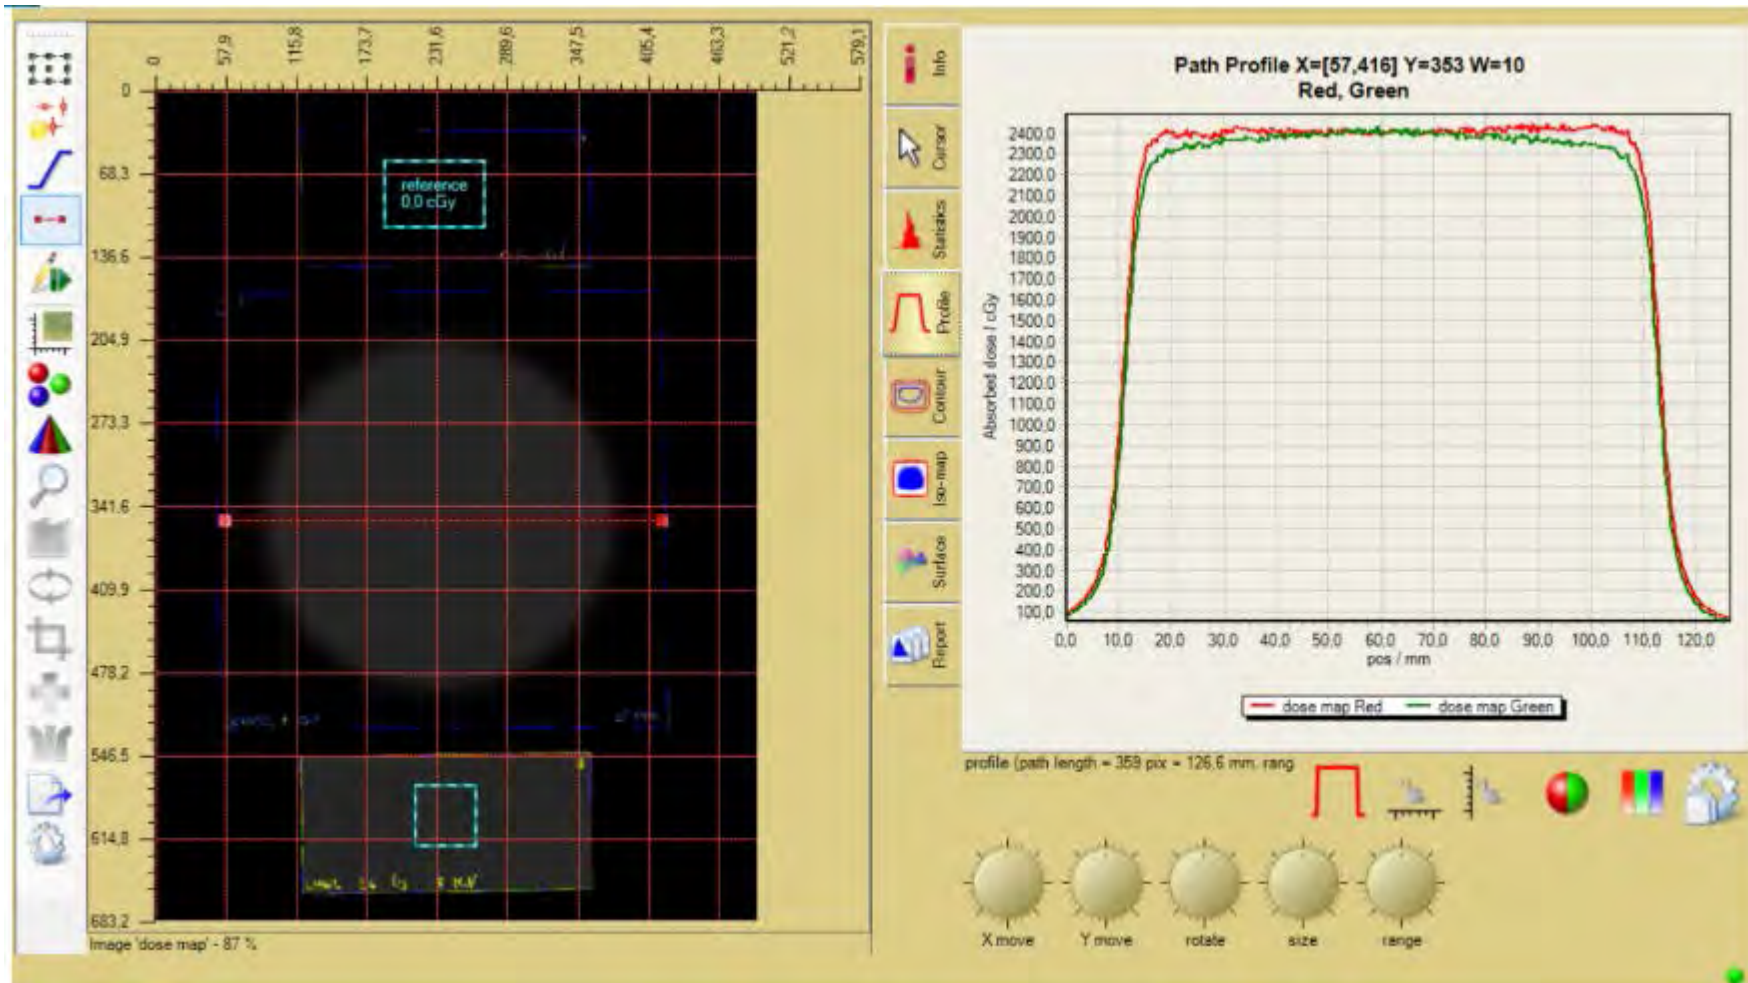 0
57,9
115,8
173,7
231,6
289,6
347,5
405,4
463,3
521,2
579,1
0
68,3
136,6
204,9
273,3
341,6
409,9
478,2
546,5
614,8
683,2
reference
0,0 cGy
Image 'dose map' - 87 %
Info
Cursor
Statistics
Profile
Contour
Iso-map
Surface
Report
Path Profile X=[57,416] Y=353 W=10
Red, Green
Absorbed dose / cGy
2400,0
2300,0
2200,0
2100,0
2000,0
1900,0
1800,0
1700,0
1600,0
1500,0
1400,0
1300,0
1200,0
1100,0
1000,0
900,0
800,0
700,0
600,0
500,0
400,0
300,0
200,0
100,0
0,0 10,0 20,0 30,0 40,0 50,0 60,0 70,0 80,0 90,0 100,0 110,0 120,0
pos / mm
dose map Red dose map Green
profile (path length = 359 pix = 126,6 mm, rang
X move Y move rotate size range